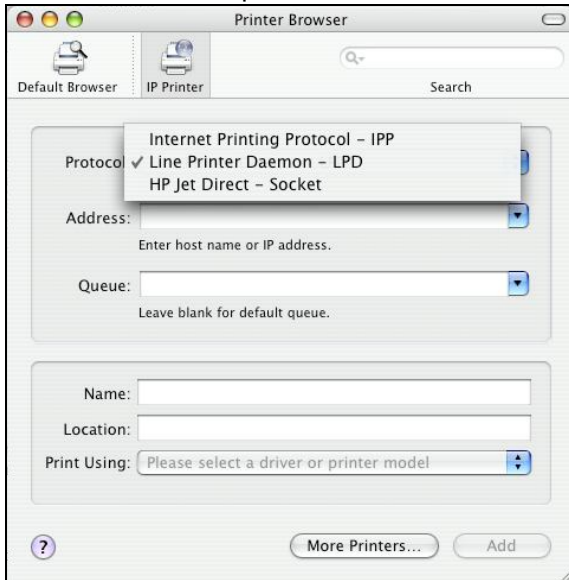 Printer Browser
Default Browser
IP Printer
Search
Internet Printing Protocol – IPP
Protocol ✓ Line Printer Daemon – LPD
HP Jet Direct – Socket
Address:
Enter host name or IP address.
Queue:
Leave blank for default queue.
Name:
Location:
Print Using: Please select a driver or printer model
? More Printers... Add